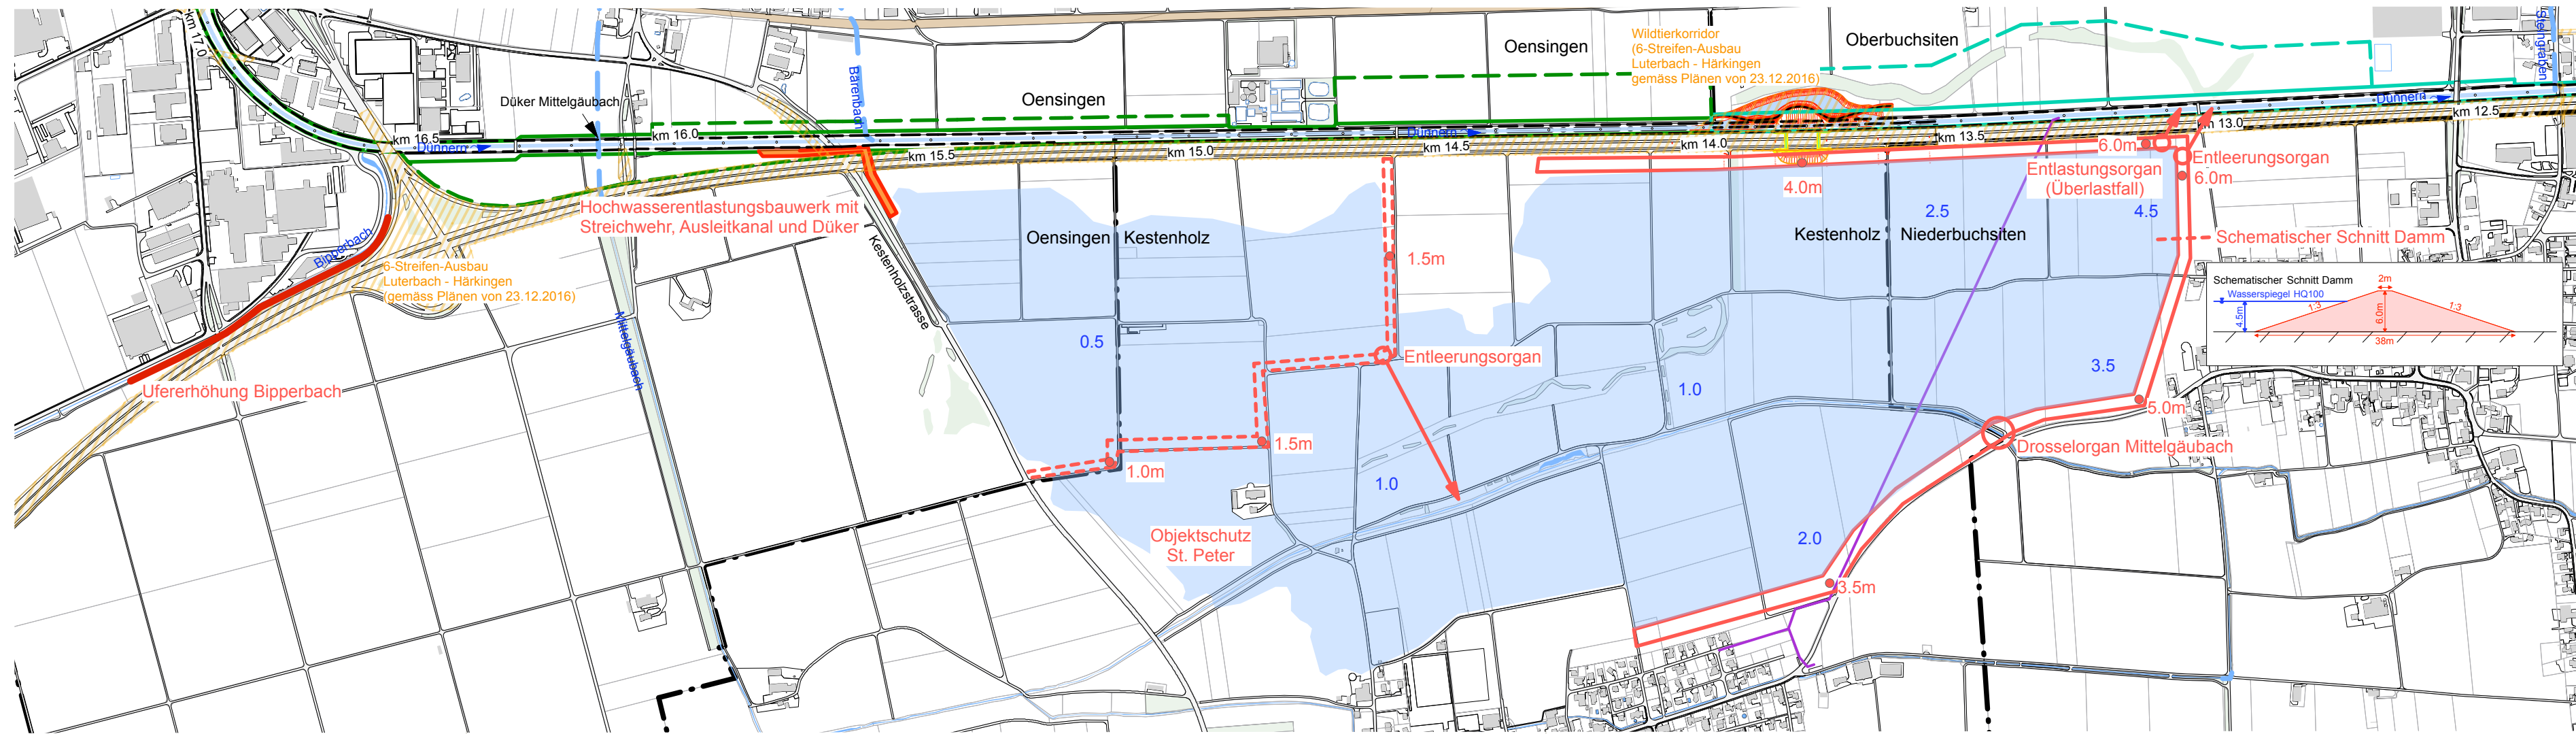 km 17.0
Düker Mittelgäubach
Bärenbach
Oensingen
Oensingen
Wildtierkorridor
(6-Streifen-Ausbau
Luterbach - Härkingen
gemäss Plänen von 23.12.2016)
Oberbuchsiten
Steingraben
km 16.5
Dünnern
km 16.0
km 15.5
km 15.0
Dünnern
km 14.5
km 14.0
km 13.5
km 13.0
Dünnern
km 12.5
Hochwasserentlastungsbauwerk mit
Streichwehr, Ausleitkanal und Düker
Kestenholzstrasse
Bipperbach
6-Streifen-Ausbau
Luterbach - Härkingen
(gemäss Plänen von 23.12.2016)
Ufererhöhung Bipperbach
Mittelgäubach
Oensingen
Kestenholz
0.5
1.5m
Entleerungsorgan
1.5m
1.0m
1.0
1.0
Objektschutz
St. Peter
4.0m
Kestenholz
Niederbuchsiten
2.5
6.0m
Entlastungsorgan
(Überlastfall)
4.5
Entleerungsorgan
6.0m
Schematischer Schnitt Damm
3.5
5.0m
Drosselorgan Mittelgäubach
2.0
3.5m
Schematischer Schnitt Damm
Wasserspiegel HQ100
2m
1:3
1:3
4.5m
6.0m
38m